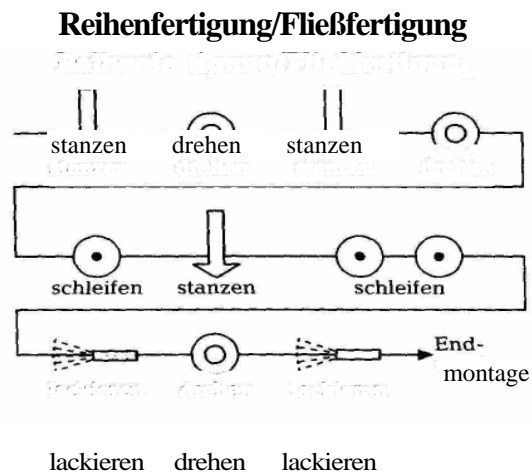 Reihenfertigung/Fließfertigung
stanzen drehen stanzen
schleifen stanzen schleifen
End-
montage
lackieren drehen lackieren